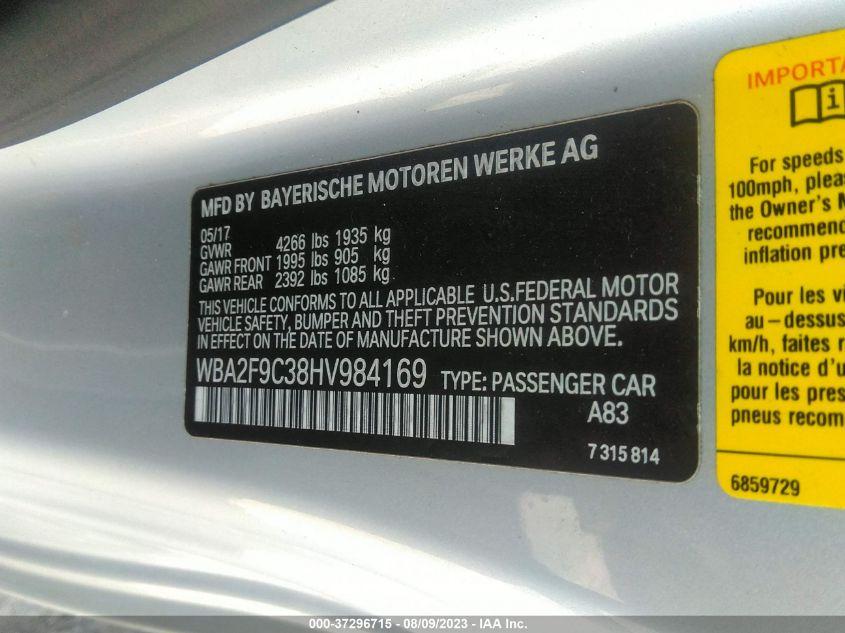 MFD BY BAYERISCHE MOTOREN WERKE AG
05/17
GVWR 4266 lbs 1935 kg
GAWR FRONT 1995 lbs 905 kg
GAWR REAR 2392 lbs 1085 kg
THIS VEHICLE CONFORMS TO ALL APPLICABLE U.S.FEDERAL MOTOR
VEHICLE SAFETY, BUMPER AND THEFT PREVENTION STANDARDS
IN EFFECT ON THE DATE OF MANUFACTURE SHOWN ABOVE.
WBA2F9C38HV984169 TYPE: PASSENGER CAR
A83
7 315 814
IMPORTA
i
For speeds
100mph, pleas
the Owner's M
recommend
inflation pre
Pour les vi
au-dessus
km/h, faites r
la notice d'u
pour les pres
pneus recom
6859729
000-37296715 - 08/09/2023 - IAA Inc.